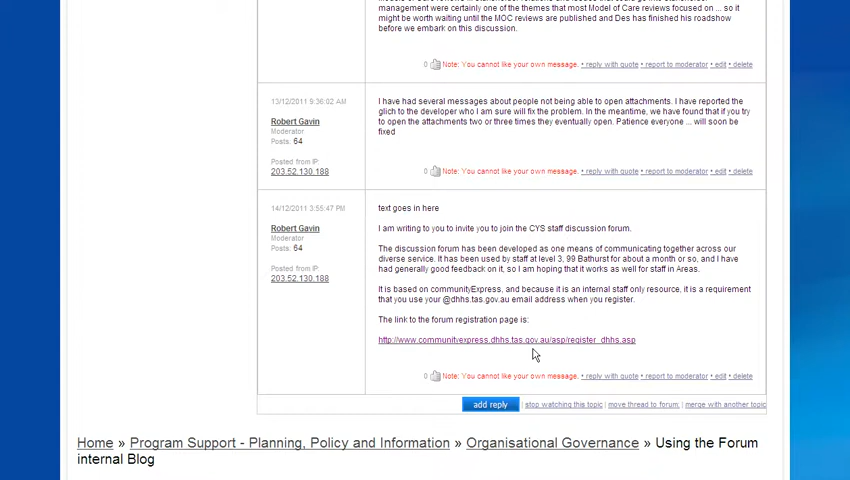 management were certainly one of the themes that most Model of Care reviews focused on ... so it
might be worth waiting until the MOC reviews are published and Des has finished his roadshow
before we embark on this discussion.
0 Note: You cannot like your own message. • reply with quote • report to moderator • edit • delete
13/12/2011 9:36:02 AM
Robert Gavin
Moderator
Posts: 64
Posted from IP:
203.52.130.188
I have had several messages about people not being able to open attachments. I have reported the
glich to the developer who I am sure will fix the problem. In the meantime, we have found that if you try
to open the attachments two or three times they eventually open. Patience everyone ... will soon be
fixed
0 Note: You cannot like your own message. • reply with quote • report to moderator • edit • delete
14/12/2011 3:55:47 PM
Robert Gavin
Moderator
Posts: 64
Posted from IP:
203.52.130.188
text goes in here
I am writing to you to invite you to join the CYS staff discussion forum.
The discussion forum has been developed as one means of communicating together across our
diverse service. It has been used by staff at level 3, 99 Bathurst for about a month or so, and I have
had generally good feedback on it, so I am hoping that it works as well for staff in Areas.
It is based on communityExpress, and because it is an internal staff only resource, it is a requirement
that you use your @dhhs.tas.gov.au email address when you register.
The link to the forum registration page is:
http://www.communityexpress.dhhs.tas.gov.au/asp/register_dhhs.asp
0 Note: You cannot like your own message. • reply with quote • report to moderator • edit • delete
add reply stop watching this topic | move thread to forum. | merge with another topic
Home » Program Support - Planning, Policy and Information » Organisational Governance » Using the Forum
internal Blog